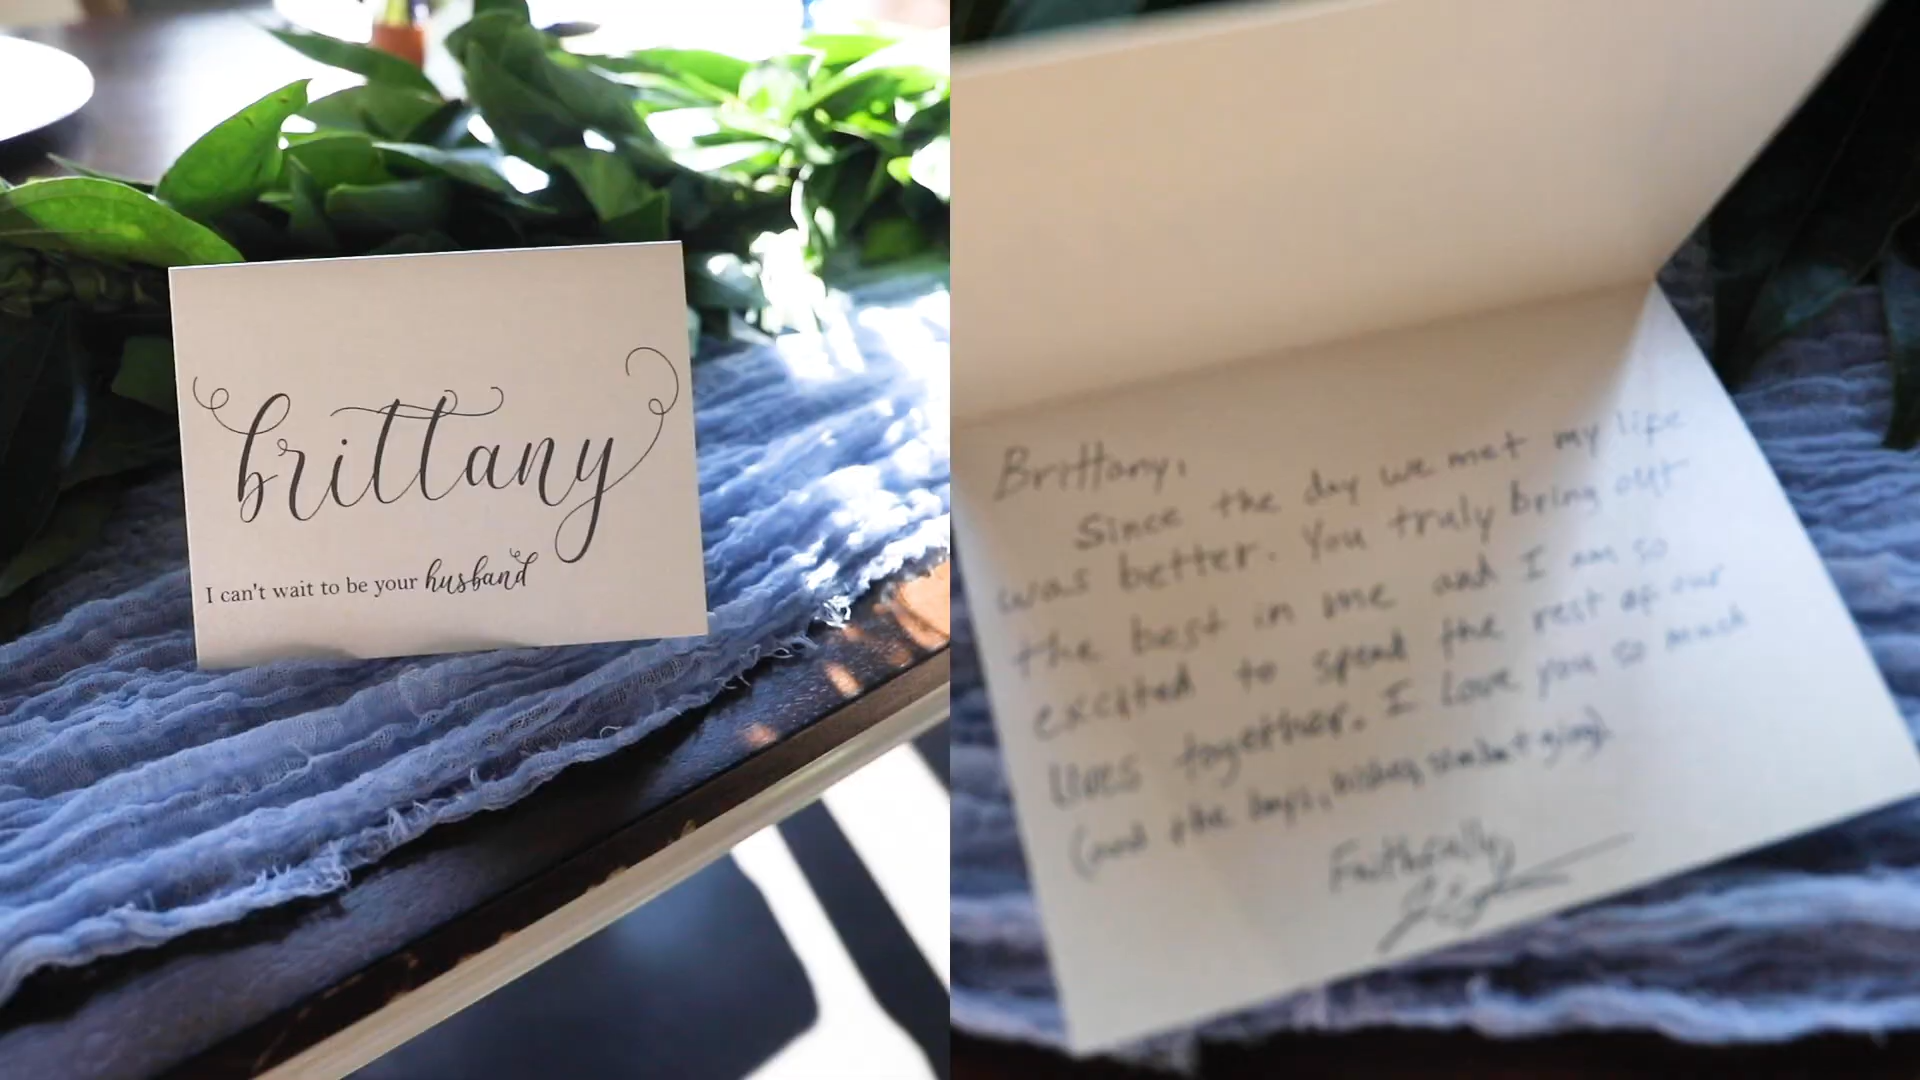 brittany
I can't wait to be your husband
Brittany,
Since the day we met my life
was better. You truly bring out
the best in me and I am so
excited to spend the rest of our
lives together. I love you so much
(and the
Faithfully,